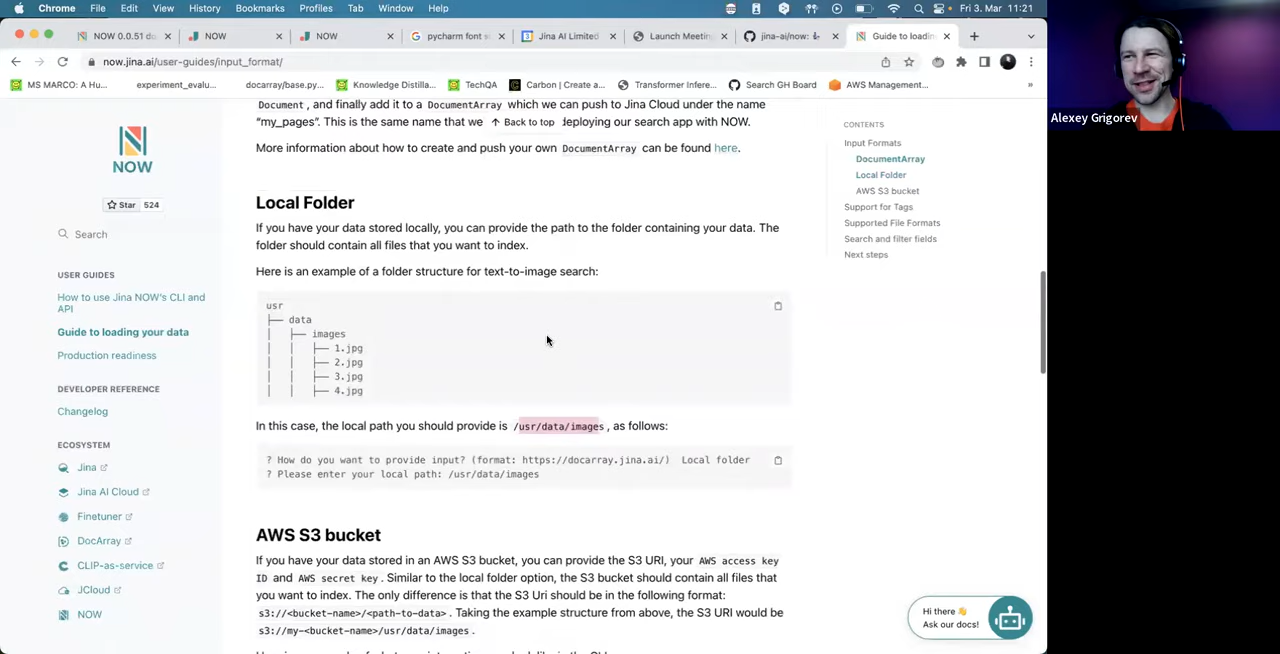 Chrome File Edit View History Bookmarks Profiles Tab Window Help Fri 3. Mar 11:21
NOW 0.0.51 d
NOW
NOW
pycharm font s
Jina AI Limited
Launch Meetin
jina-ai/now:
Guide to loadin
now.jina.ai/user-guides/input_format/
MS MARCO: A Hu...
experiment_evalu...
docarray/base.py...
Knowledge Distilla...
TechQA
Carbon | Create a...
Transformer Infere...
Search GH Board
AWS Management...
»
Alexey Grigorev
NOW
Star 524
Search
USER GUIDES
How to use Jina NOW's CLI and
API
Guide to loading your data
Production readiness
DEVELOPER REFERENCE
Changelog
ECOSYSTEM
Jina
Jina AI Cloud
Finetuner
DocArray
CLIP-as-service
JCloud
NOW
Document, and finally add it to a DocumentArray which we can push to Jina Cloud under the name
"my_pages". This is the same name that we ↑ Back to top deploying our search app with NOW.
More information about how to create and push your own DocumentArray can be found here.
Local Folder
If you have your data stored locally, you can provide the path to the folder containing your data. The
folder should contain all files that you want to index.
Here is an example of a folder structure for text-to-image search:
usr
├── data
│ ├── images
│ │ ├── 1.jpg
│ │ ├── 2.jpg
│ │ ├── 3.jpg
│ │ ├── 4.jpg
In this case, the local path you should provide is /usr/data/images, as follows:
? How do you want to provide input? (format: https://docarray.jina.ai/) Local folder
? Please enter your local path: /usr/data/images
AWS S3 bucket
If you have your data stored in an AWS S3 bucket, you can provide the S3 URI, your AWS access key
ID and AWS secret key. Similar to the local folder option, the S3 bucket should contain all files that
you want to index. The only difference is that the S3 Uri should be in the following format:
s3://<bucket-name>/<path-to-data>. Taking the example structure from above, the S3 URI would be
s3://my-<bucket-name>/usr/data/images.
CONTENTS
Input Formats
DocumentArray
Local Folder
AWS S3 bucket
Support for Tags
Supported File Formats
Search and filter fields
Next steps
Hi there 👋
Ask our docs!